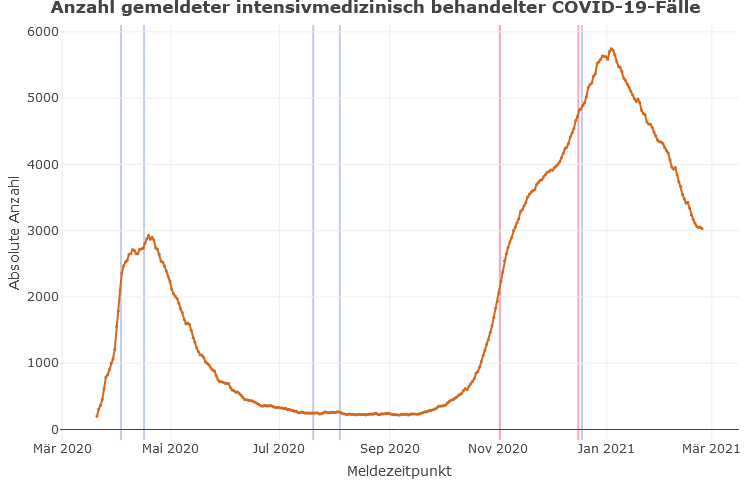 Anzahl gemeldeter intensivmedizinisch behandelter COVID-19-Fälle
6000
5000
4000
3000
2000
1000
0
Absolute Anzahl
Mär 2020 Mai 2020 Jul 2020 Sep 2020 Nov 2020 Jan 2021 Mär 2021
Meldezeitpunkt